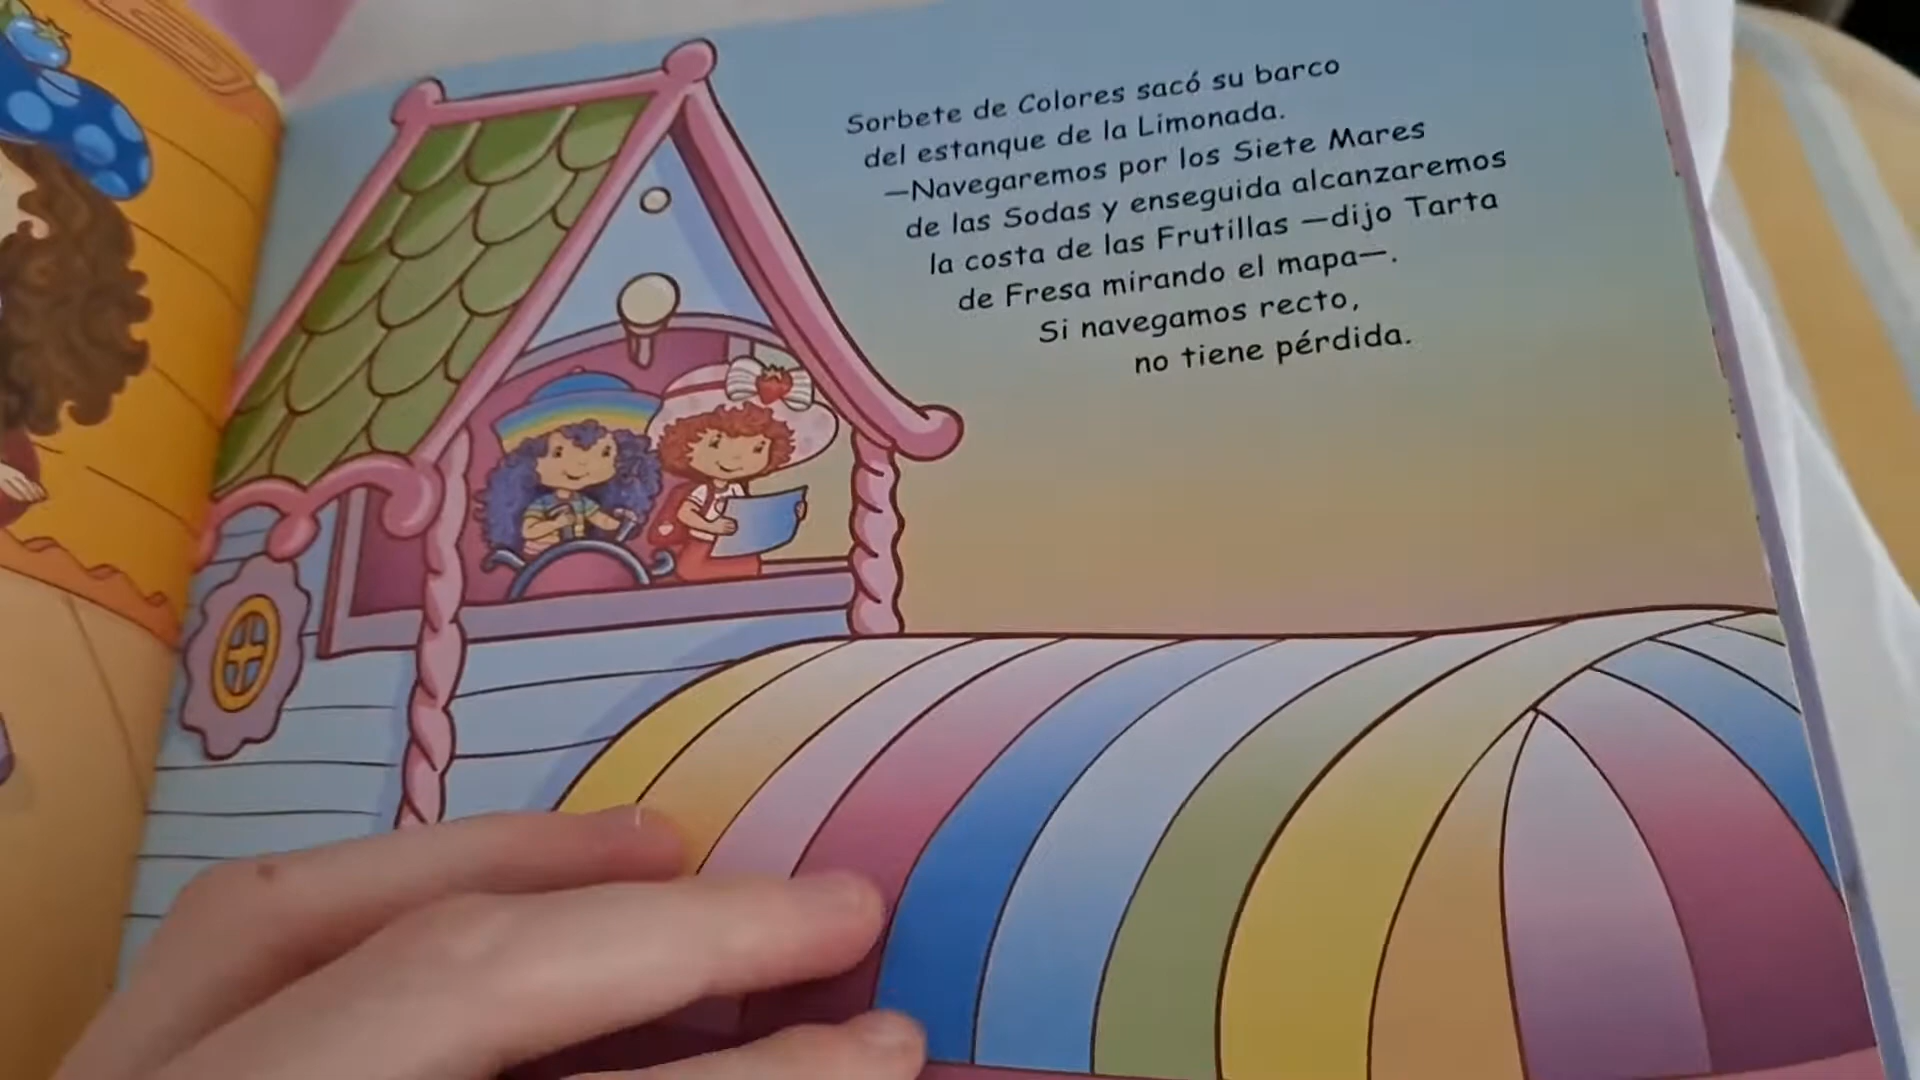 Sorbete de Colores sacó su barco
del estanque de la Limonada.
—Navegaremos por los Siete Mares
de las Sodas y enseguida alcanzaremos
la costa de las Frutillas —dijo Tarta
de Fresa mirando el mapa—.
Si navegamos recto,
no tiene pérdida.